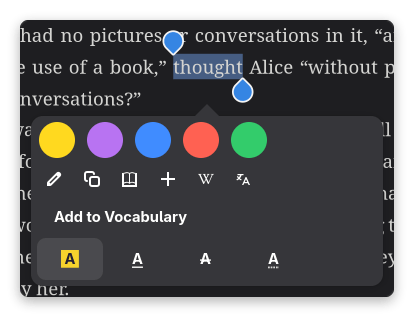 had no pictures or conversations in it, “a
e use of a book,” thought Alice “without p
nversations?”
W
Add to Vocabulary
A A A A
y her.